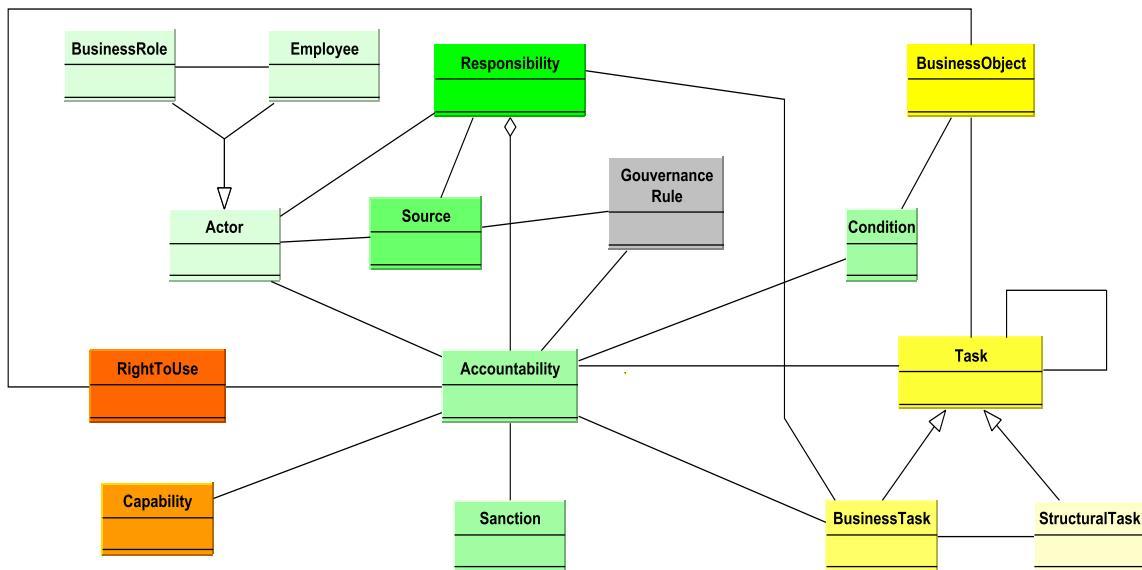 BusinessRole
Employee
Responsibility
BusinessObject
Gouvernance
Rule
Actor
Source
Condition
RightToUse
Accountability
Task
Capability
Sanction
BusinessTask
StructuralTask